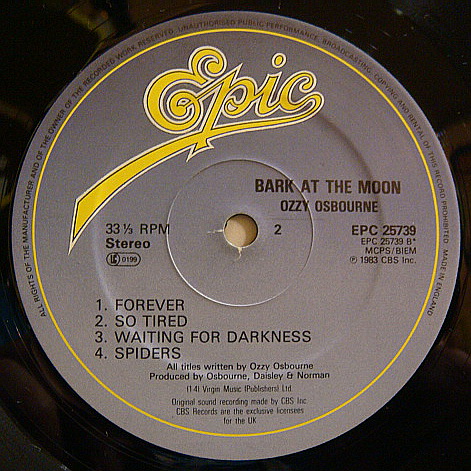 ALL RIGHTS OF THE MANUFACTURER AND OF THE OWNER OF THE RECORDED WORK RESERVED. UNAUTHORISED PUBLIC PERFORMANCE, BROADCASTING, COPYING AND RENTAL OF THIS RECORD PROHIBITED. MADE IN ENGLAND
Epic
BARK AT THE MOON
OZZY OSBOURNE
33⅓ RPM
Stereo
0199
2
EPC 25739
EPC 25739 B*
MCPS/BIEM
℗ 1983 CBS Inc.
1. FOREVER
2. SO TIRED
3. WAITING FOR DARKNESS
4. SPIDERS
All titles written by Ozzy Osbourne
Produced by Osbourne, Daisley & Norman
(1-4) Virgin Music (Publishers) Ltd
Original sound recording made by CBS Inc
CBS Records are the exclusive licensees
for the UK